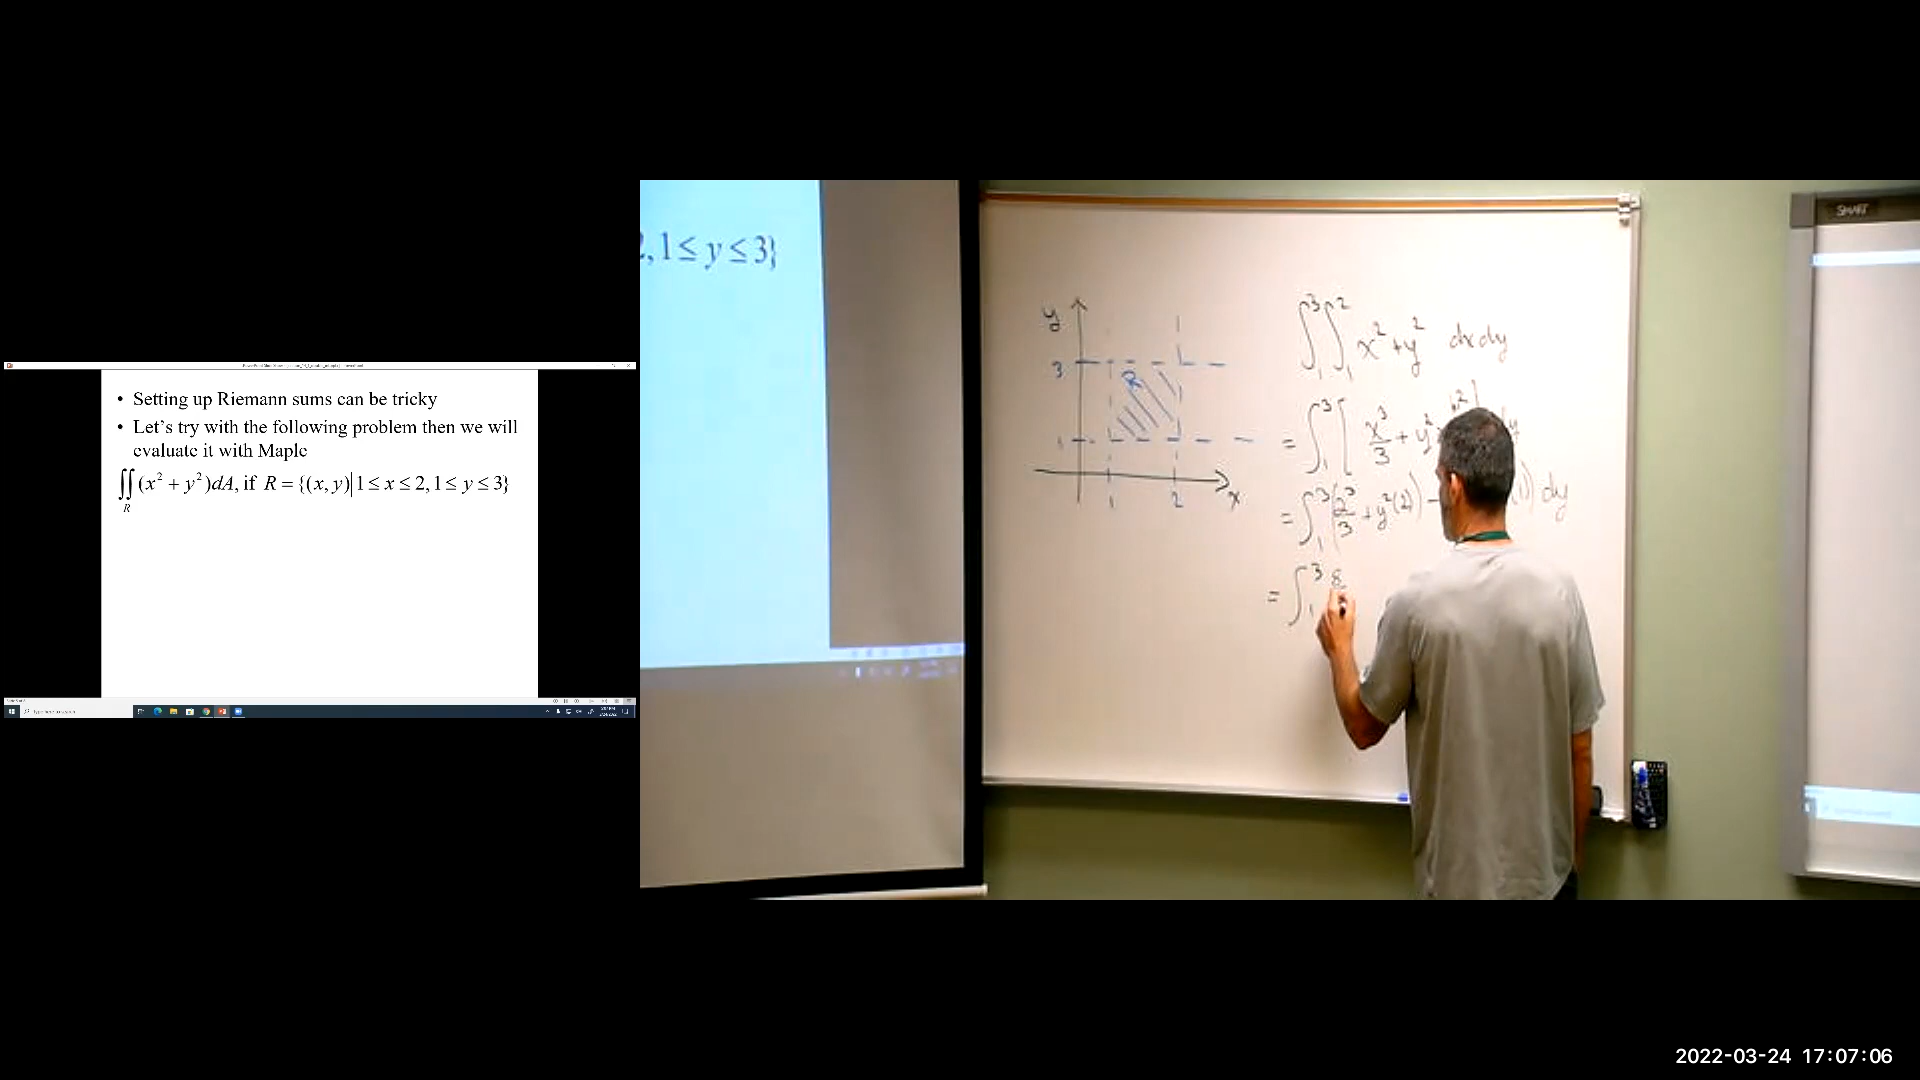 • Setting up Riemann sums can be tricky
• Let's try with the following problem then we will
evaluate it with Maple
∬_R (x² + y²)dA, if R = {(x, y)|1 ≤ x ≤ 2, 1 ≤ y ≤ 3}
, 1 ≤ y ≤ 3}
y
3
R
1
1
2
x
∫₁³ ∫₁² x² + y² dx dy
= ∫₁³ [ x³/3 + y²
= ∫₁³ (2³/3 + y²(2)) - (1) dy
= ∫₁³ 8
SMART
2022-03-24 17:07:06